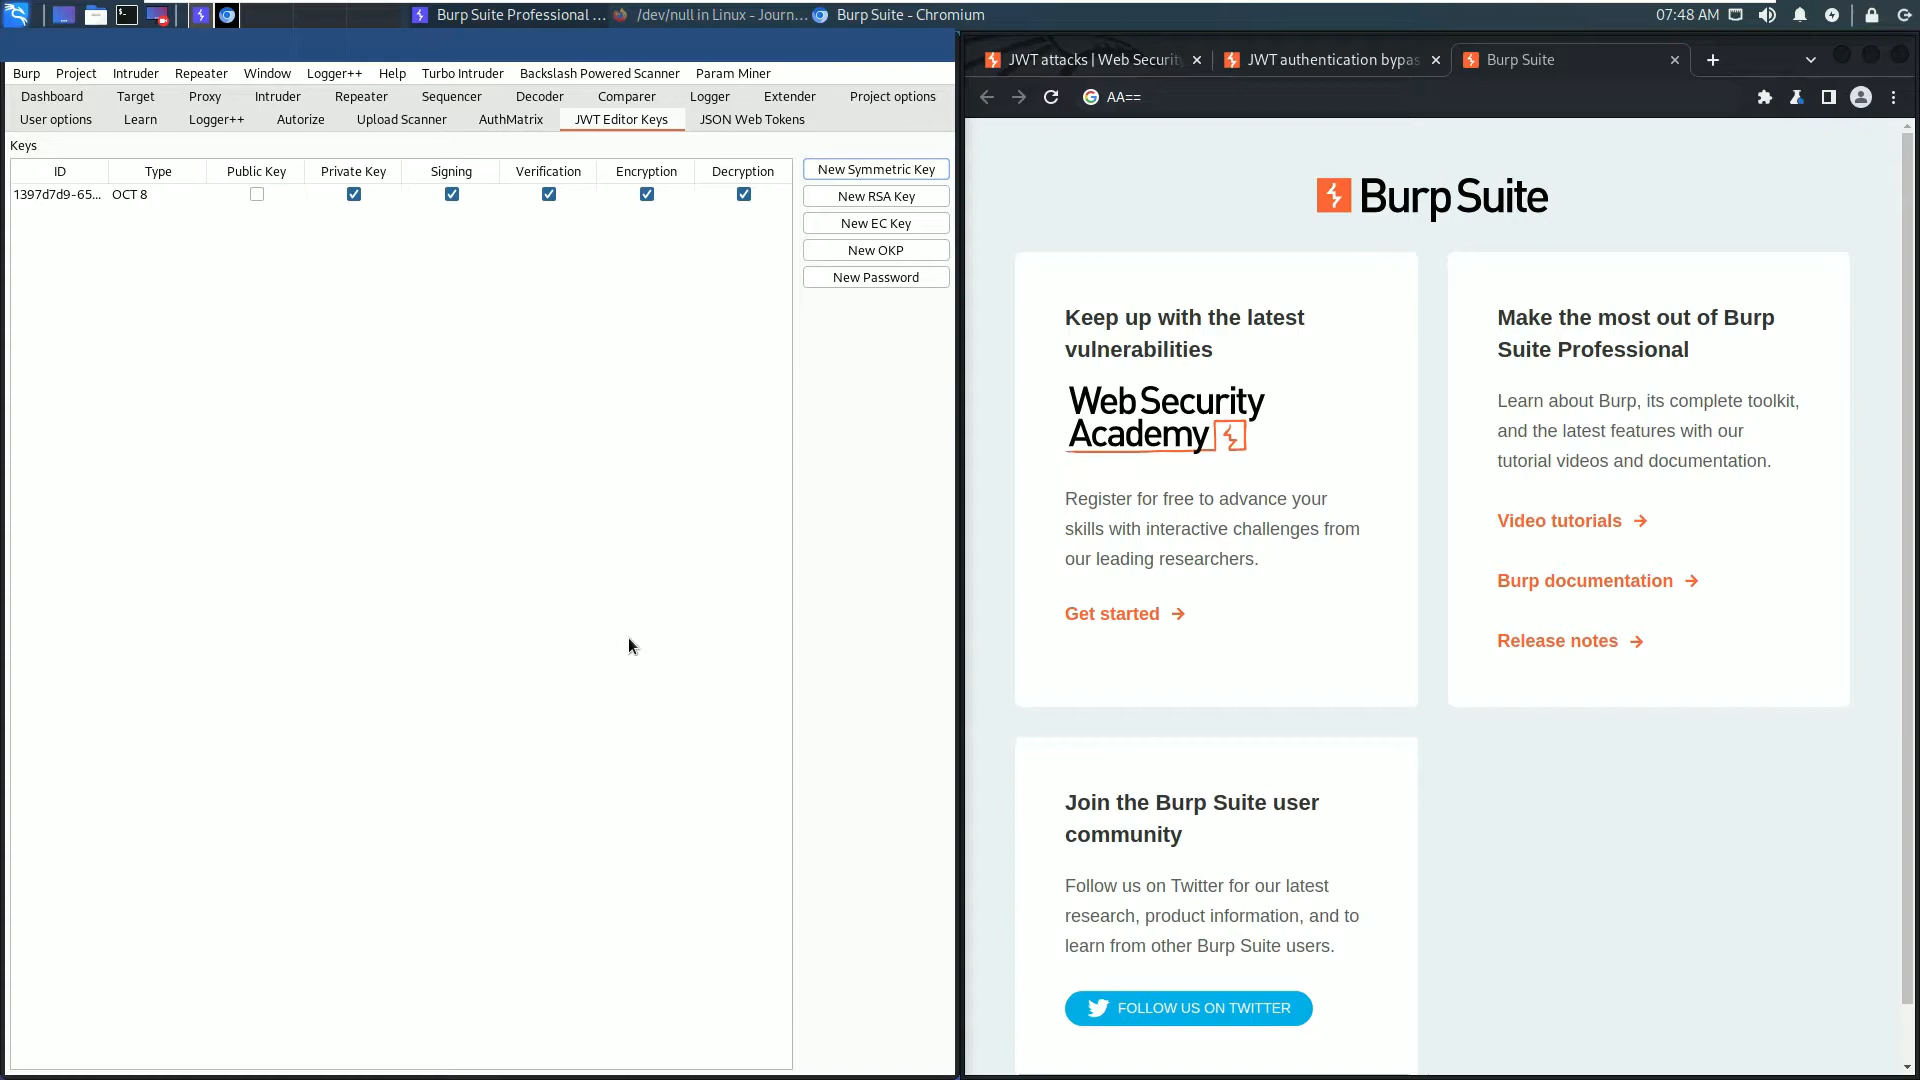 Burp Suite Professional ...
/dev/null in Linux - Journ...
Burp Suite - Chromium
07:48 AM
Burp Project Intruder Repeater Window Logger++ Help Turbo Intruder Backslash Powered Scanner Param Miner
Dashboard Target Proxy Intruder Repeater Sequencer Decoder Comparer Logger Extender Project options
User options Learn Logger++ Autorize Upload Scanner AuthMatrix JWT Editor Keys JSON Web Tokens
Keys
ID Type Public Key Private Key Signing Verification Encryption Decryption
1397d7d9-65... OCT 8
New Symmetric Key
New RSA Key
New EC Key
New OKP
New Password
JWT attacks | Web Securit
JWT authentication bypas
Burp Suite
AA==
Burp Suite
Keep up with the latest
vulnerabilities
Web Security
Academy
Register for free to advance your
skills with interactive challenges from
our leading researchers.
Get started
Make the most out of Burp
Suite Professional
Learn about Burp, its complete toolkit,
and the latest features with our
tutorial videos and documentation.
Video tutorials
Burp documentation
Release notes
Join the Burp Suite user
community
Follow us on Twitter for our latest
research, product information, and to
learn from other Burp Suite users.
FOLLOW US ON TWITTER